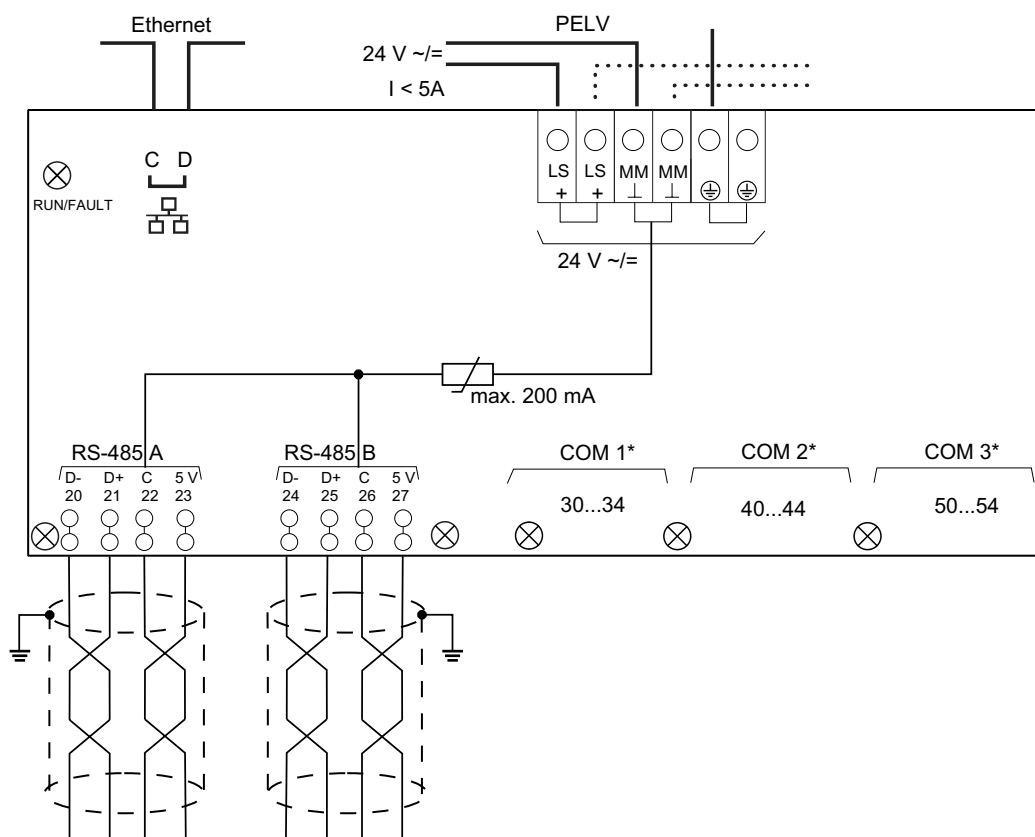 Ethernet
PELV
24 V ~/=
I < 5A
C D
RUN/FAULT
LS LS MM MM
+ + ⊥ ⊥
24 V ~/=
max. 200 mA
RS-485 A
RS-485 B
COM 1*
COM 2*
COM 3*
D- D+ C 5 V
20 21 22 23
D- D+ C 5 V
24 25 26 27
30...34
40...44
50...54